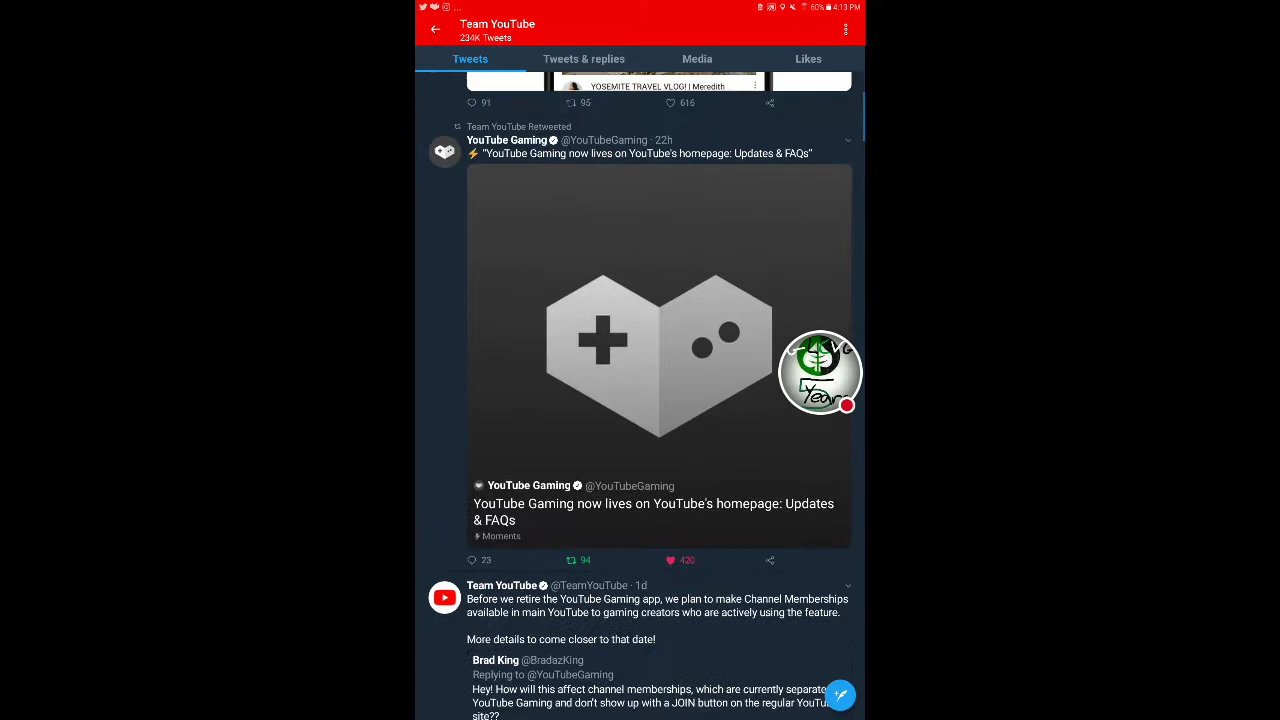 ... 60% 4:13 PM
Team YouTube
234K Tweets
Tweets Tweets & replies Media Likes
YOSEMITE TRAVEL VLOG! | Meredith
91 95 616
Team YouTube Retweeted
YouTube Gaming @YouTubeGaming · 22h
⚡ "YouTube Gaming now lives on YouTube's homepage: Updates & FAQs"
Years
YouTube Gaming @YouTubeGaming
YouTube Gaming now lives on YouTube's homepage: Updates
& FAQs
Moments
23 94 420
Team YouTube @TeamYouTube · 1d
Before we retire the YouTube Gaming app, we plan to make Channel Memberships
available in main YouTube to gaming creators who are actively using the feature.
More details to come closer to that date!
Brad King @BradazKing
Replying to @YouTubeGaming
Hey! How will this affect channel memberships, which are currently separate
YouTube Gaming and don't show up with a JOIN button on the regular YouTu
site??